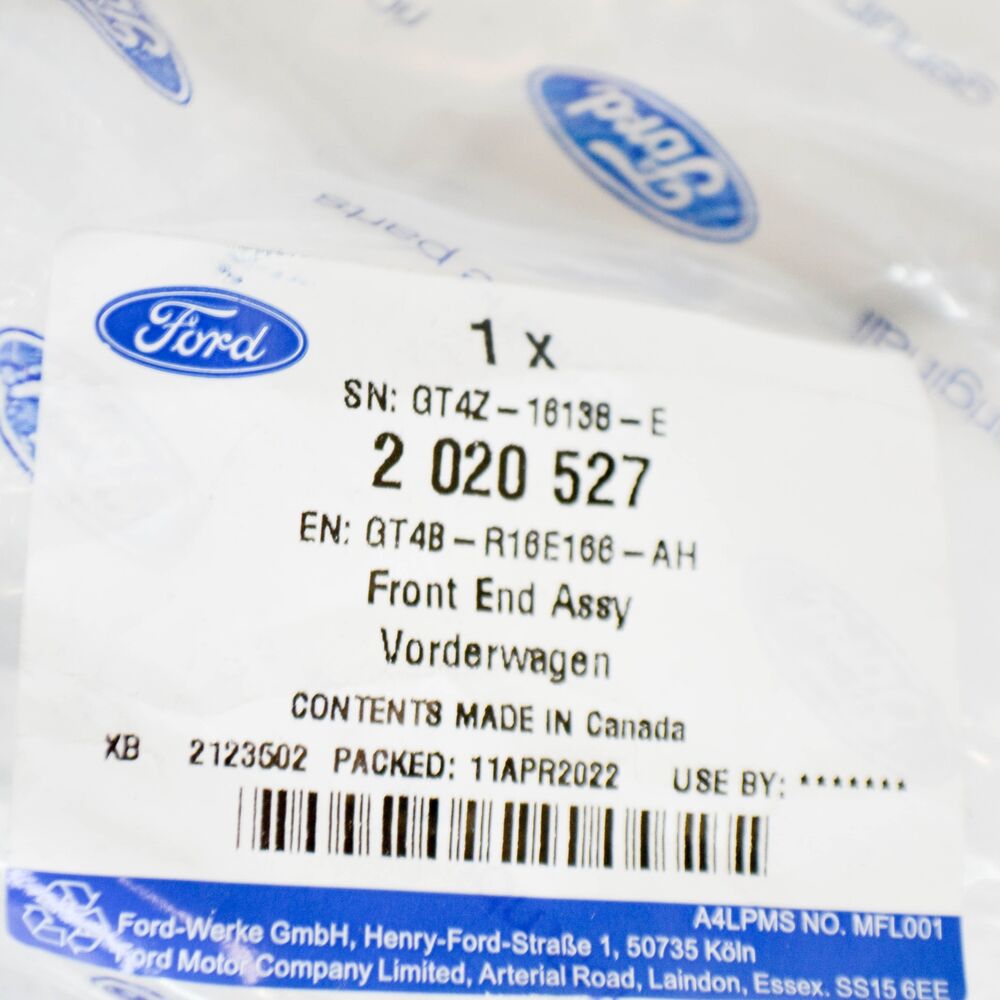 Ford
parts
Ford
1 x
SN: GT4Z-16138-E
2 020 527
EN: GT4B-R16E166-AH
Front End Assy
Vorderwagen
CONTENTS MADE IN Canada
XB 2123502 PACKED: 11APR2022 USE BY: *******
A4LPMS NO. MFL001
Ford-Werke GmbH, Henry-Ford-Straße 1, 50735 Köln
Ford Motor Company Limited, Arterial Road, Laindon, Essex. SS15 6EE